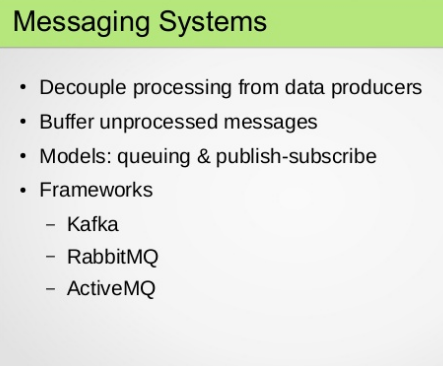 Messaging Systems
• Decouple processing from data producers
• Buffer unprocessed messages
• Models: queuing & publish-subscribe
• Frameworks
– Kafka
– RabbitMQ
– ActiveMQ